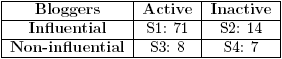 Bloggers Active Inactive
Influential S1: 71 S2: 14
Non-influential S3: 8 S4: 7